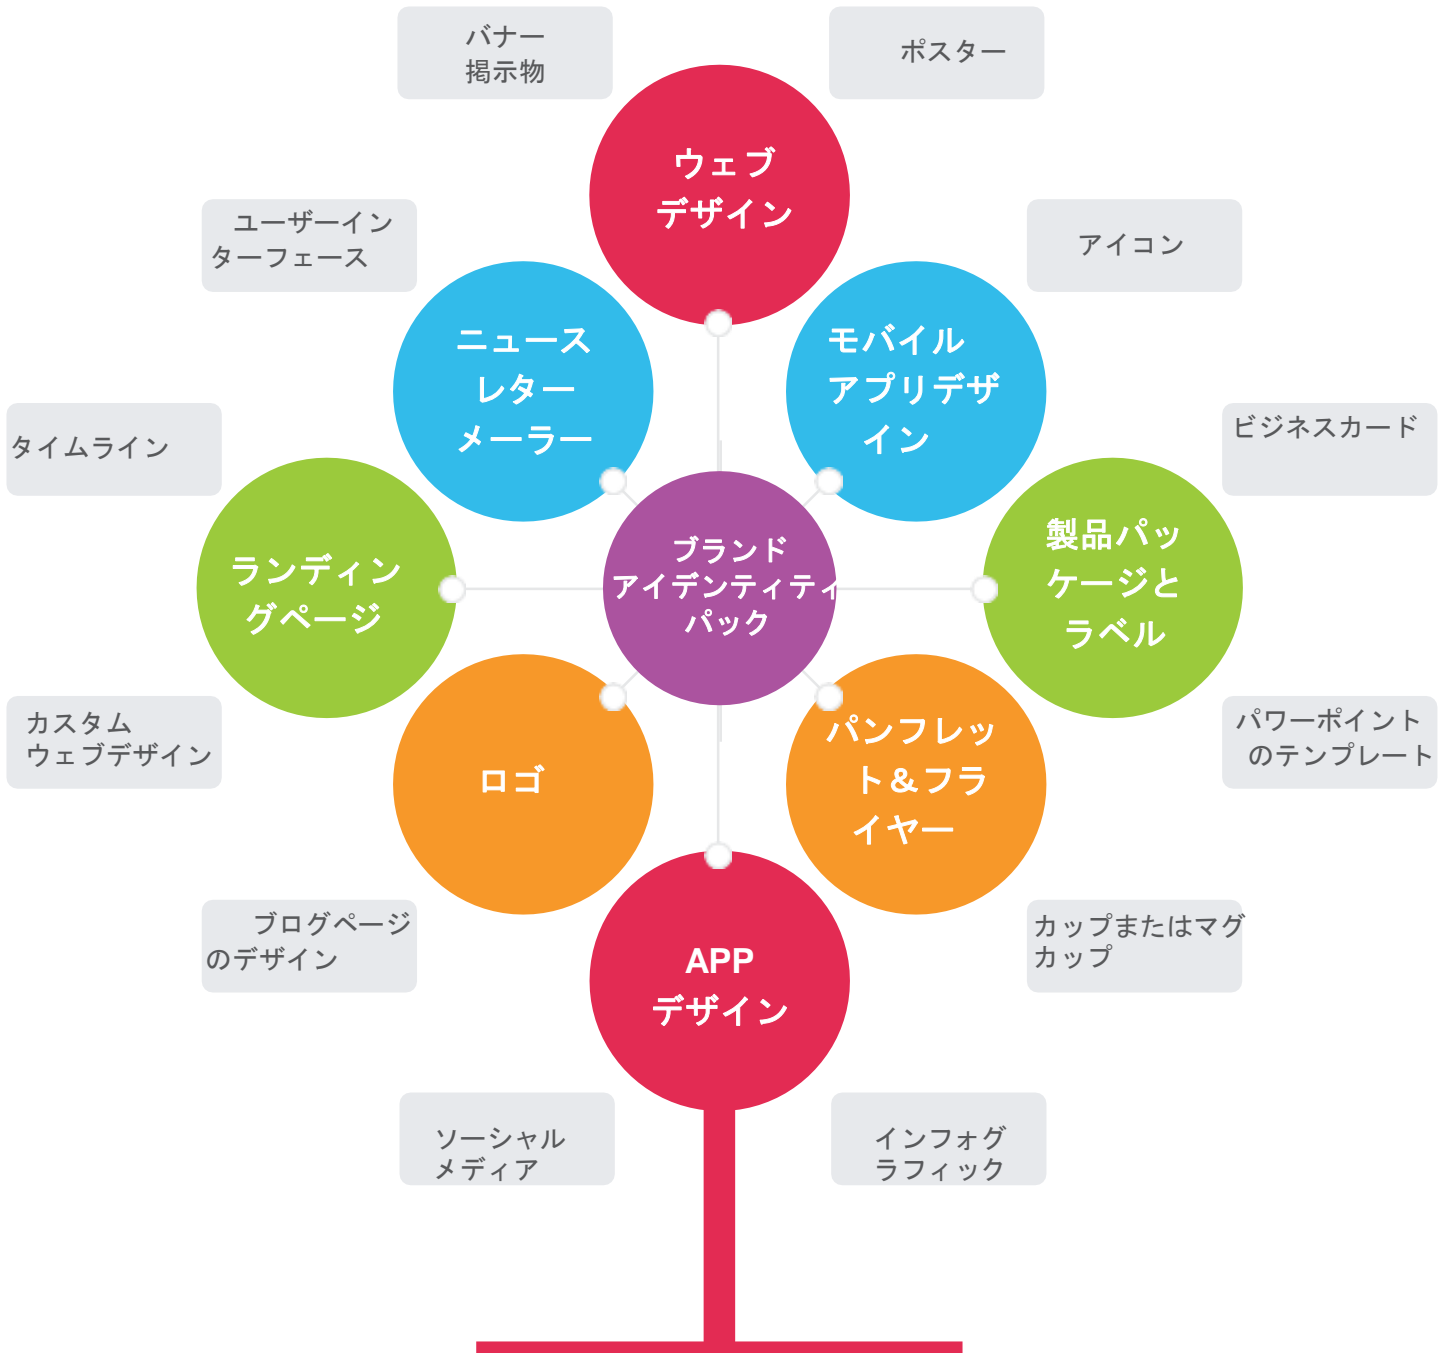 バナー
掲示物
ポスター
ウェブ
デザイン
ユーザーイン
ターフェース
アイコン
ニュース
レター
メーラー
モバイル
アプリデザ
イン
タイムライン
ビジネスカード
ランディン
グページ
ブランド
アイデンティティ
パック
製品パッ
ケージと
ラベル
カスタム
ウェブデザイン
ロゴ
パンフレッ
ト&フラ
イヤー
パワーポイント
のテンプレート
ブログページ
のデザイン
APP
デザイン
カップまたはマグ
カップ
ソーシャル
メディア
インフォグ
ラフィック